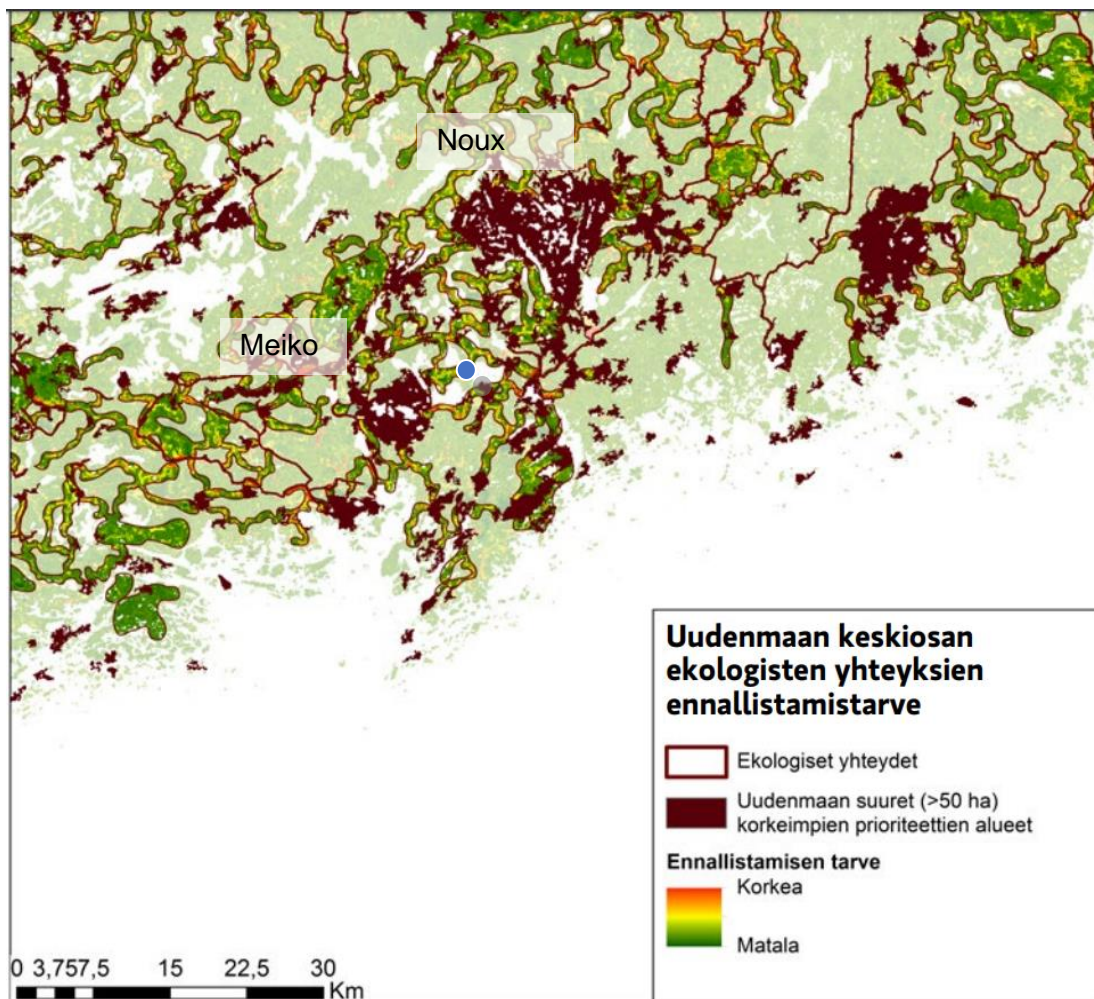 Noux
Meiko
Uudenmaan keskiosan
ekologisten yhteyksien
ennallistamistarve
Ekologiset yhteydet
Uudenmaan suuret (>50 ha)
korkeimpien prioriteettien alueet
Ennallistamisen tarve
Korkea
Matala
0 3,757,5 15 22,5 30
Km